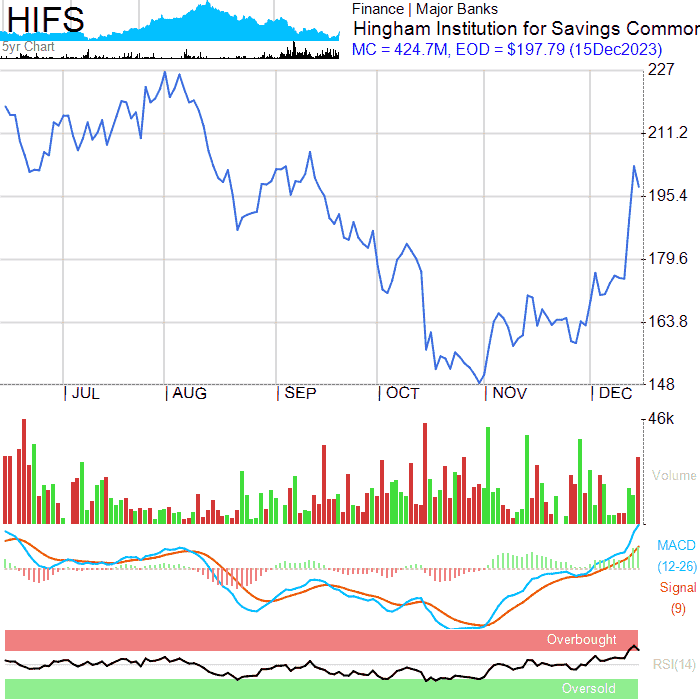 HIFS
5yr Chart
Finance | Major Banks
Hingham Institution for Savings Common
MC = 424.7M, EOD = $197.79 (15Dec2023)
227
211.2
195.4
179.6
163.8
148
JUL AUG SEP OCT NOV DEC
46k
Volume
MACD
(12-26)
Signal
(9)
Overbought
RSI(14)
Oversold